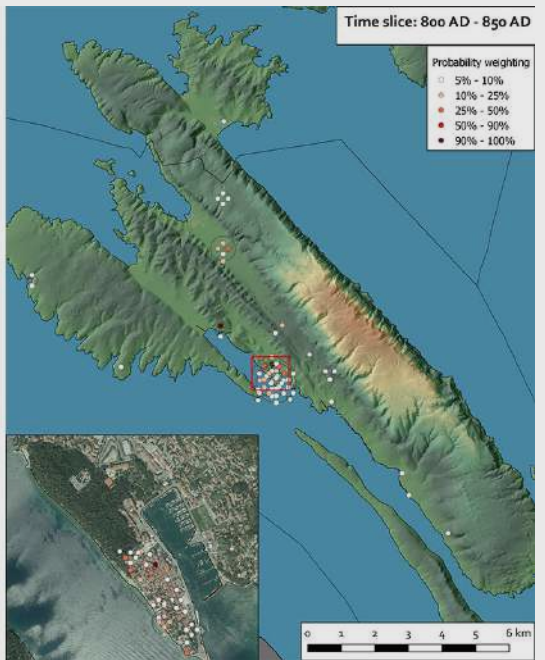 Time slice: 800 AD - 850 AD
Probability weighting
5% - 10%
10% - 25%
25% - 50%
50% - 90%
90% - 100%
0 1 2 3 4 5 6 km